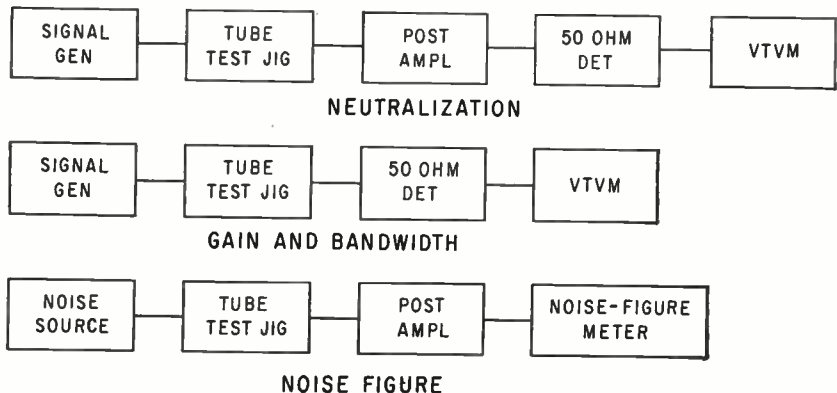 SIGNAL GEN
TUBE TEST JIG
POST AMPL
50 OHM DET
VTVM
NEUTRALIZATION
SIGNAL GEN
TUBE TEST JIG
50 OHM DET
VTVM
GAIN AND BANDWIDTH
NOISE SOURCE
TUBE TEST JIG
POST AMPL
NOISE-FIGURE METER
NOISE FIGURE